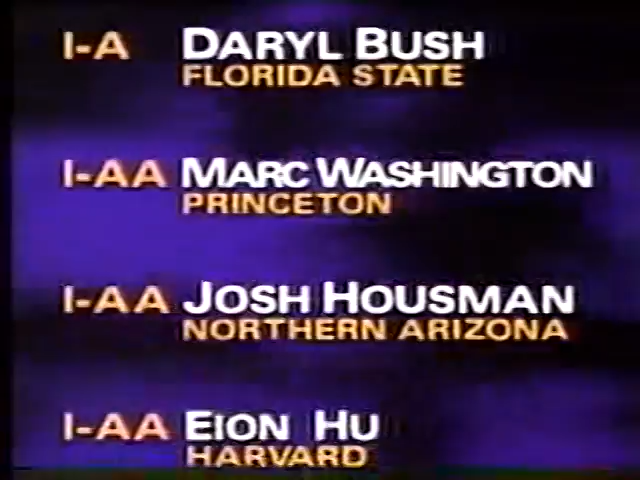 I-A DARYL BUSH
FLORIDA STATE
I-AA MARC WASHINGTON
PRINCETON
I-AA JOSH HOUSMAN
NORTHERN ARIZONA
I-AA EION HU
HARVARD